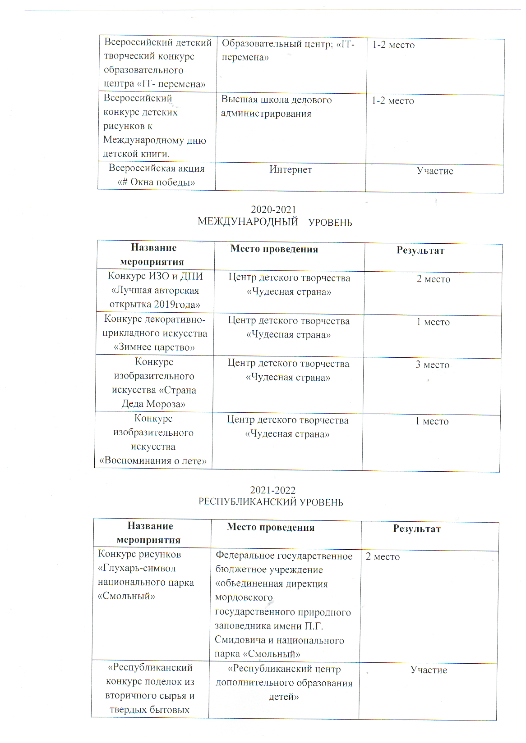 Всероссийский детский
творческий конкурс
образовательного
центра «IT- перемена»
Образовательный центр: «IT-
перемена»
1-2 место
Всероссийский
конкурс детских
рисунков к
Международному дню
детской книги.
Высшая школа делового
администрирования
1-2 место
Всероссийская акция
«# Окна победы»
Интернет
Участие
2020-2021
МЕЖДУНАРОДНЫЙ УРОВЕНЬ
Название
мероприятия
Место проведения
Результат
Конкурс ИЗО и ДПИ
«Лучшая авторская
открытка 2019года»
Центр детского творчества
«Чудесная страна»
2 место
Конкурс декоративно-
прикладного искусства
«Зимнее царство»
Центр детского творчества
«Чудесная страна»
1 место
Конкурс
изобразительного
искусства «Страна
Деда Мороза»
Центр детского творчества
«Чудесная страна»
3 место
Конкурс
изобразительного
искусства
«Воспоминания о лете»
Центр детского творчества
«Чудесная страна»
1 место
2021-2022
РЕСПУБЛИКАНСКИЙ УРОВЕНЬ
Название
мероприятия
Место проведения
Результат
Конкурс рисунков
«Глухарь-символ
национального парка
«Смольный»
Федеральное государственное
бюджетное учреждение
«объединенная дирекция
мордовского
государственного природного
заповедника имени П.Г.
Смидовича и национального
парка «Смольный»
2 место
«Республиканский
конкурс поделок из
вторичного сырья и
твердых бытовых
«Республиканский центр
дополнительного образования
детей»
Участие